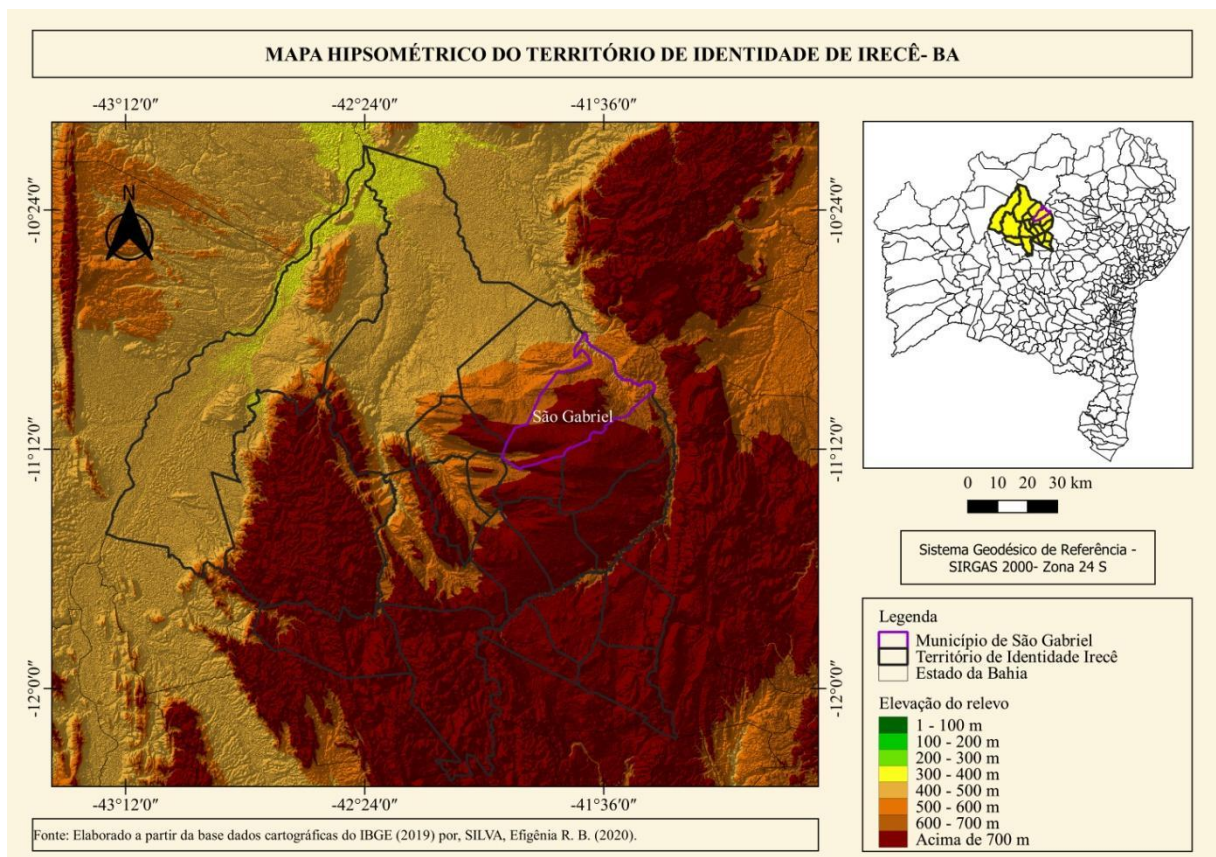 MAPA HIPSOMÉTRICO DO TERRITÓRIO DE IDENTIDADE DE IRECÊ- BA
-43°12′0″ -42°24′0″ -41°36′0″
N
-10°24′0″ -10°24′0″
São Gabriel
-11°12′0″ -11°12′0″
-12°0′0″ -12°0′0″
-43°12′0″ -42°24′0″ -41°36′0″
0 10 20 30 km
Sistema Geodésico de Referência -
SIRGAS 2000- Zona 24 S
Legenda
Município de São Gabriel
Território de Identidade Irecê
Estado da Bahia
Elevação do relevo
1 - 100 m
100 - 200 m
200 - 300 m
300 - 400 m
400 - 500 m
500 - 600 m
600 - 700 m
Acima de 700 m
Fonte: Elaborado a partir da base dados cartográficas do IBGE (2019) por, SILVA, Efigênia R. B. (2020).